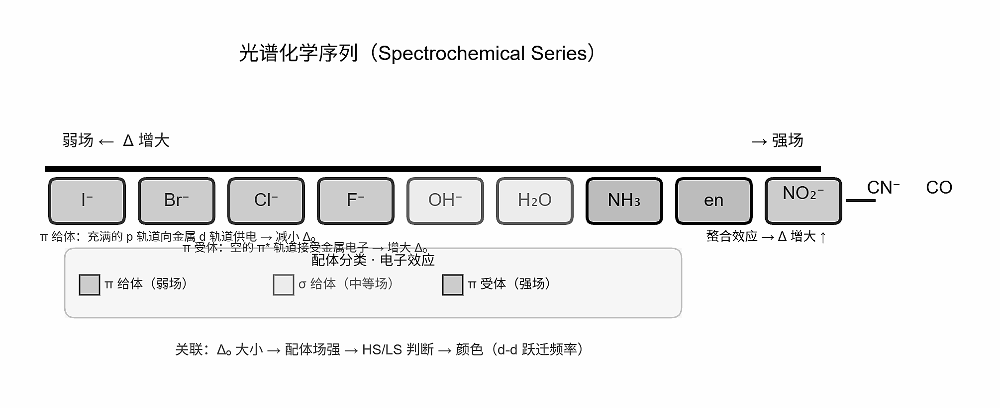 光谱化学序列（Spectrochemical Series）
弱场 ← Δ 增大
→ 强场
I⁻ Br⁻ Cl⁻ F⁻ OH⁻ H₂O NH₃ en NO₂⁻ CN⁻ CO
π 给体：充满的 p 轨道向金属 d 轨道供电 → 减小 Δₒ
螯合效应 → Δ 增大 ↑
π 受体：空的 π* 轨道接受金属电子 → 增大 Δₒ
配体分类 · 电子效应
π 给体（弱场） σ 给体（中等场） π 受体（强场）
关联：Δₒ 大小 → 配体场强 → HS/LS 判断 → 颜色（d-d 跃迁频率）